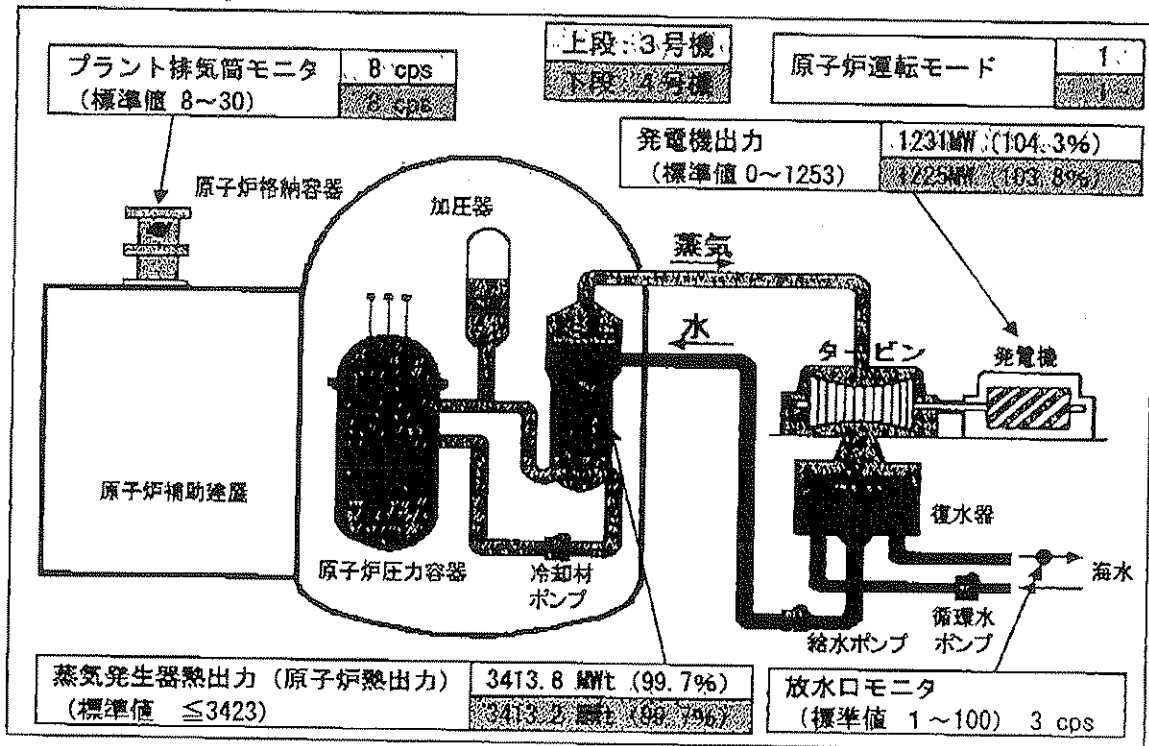 プラント排気筒モニタ
(標準値 8～30)
8 cps
8 cps
上段:3号機
下段:4号機
原子炉運転モード
1
1
発電機出力
(標準値 0～1253)
1231MW (104.3%)
1225MW (103.8%)
原子炉格納容器
加圧器
蒸気
水
タービン
発電機
原子炉補助建屋
原子炉圧力容器
冷却材
ポンプ
復水器
海水
給水ポンプ
循環水
ポンプ
蒸気発生器熱出力 (原子炉熱出力)
(標準値 ≦3423)
3413.8 MWt (99.7%)
3413.2 MWt (99.7%)
放水口モニタ
(標準値 1～100) 3 cps